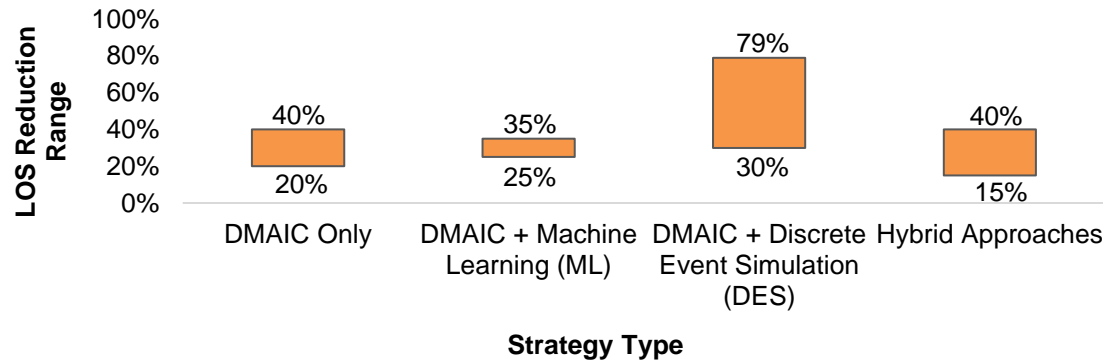 LOS Reduction
Range
100%
80%
60%
40%
20%
0%
40%
20%
35%
25%
79%
30%
40%
15%
DMAIC Only
DMAIC + Machine
Learning (ML)
DMAIC + Discrete
Event Simulation
(DES)
Hybrid Approaches
Strategy Type